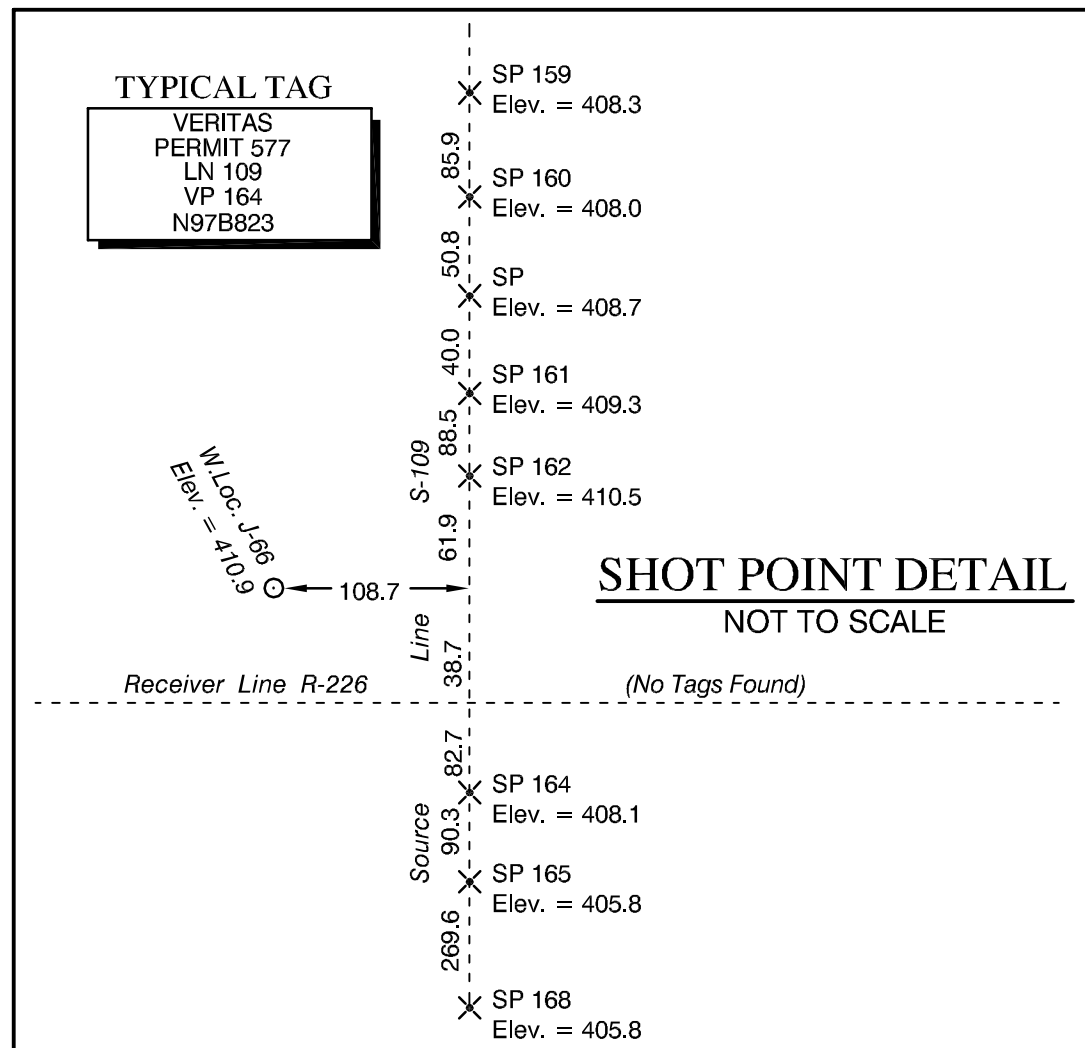 TYPICAL TAG
VERITAS
PERMIT 577
LN 109
VP 164
N97B823
SP 159
Elev. = 408.3
85.9
SP 160
Elev. = 408.0
50.8
SP
Elev. = 408.7
40.0
SP 161
Elev. = 409.3
88.5
S-109
SP 162
Elev. = 410.5
61.9
W.Loc. J-66
Elev. = 410.9
108.7
SHOT POINT DETAIL
NOT TO SCALE
Line
38.7
Receiver Line R-226
(No Tags Found)
82.7
SP 164
Elev. = 408.1
Source
90.3
SP 165
Elev. = 405.8
269.6
SP 168
Elev. = 405.8